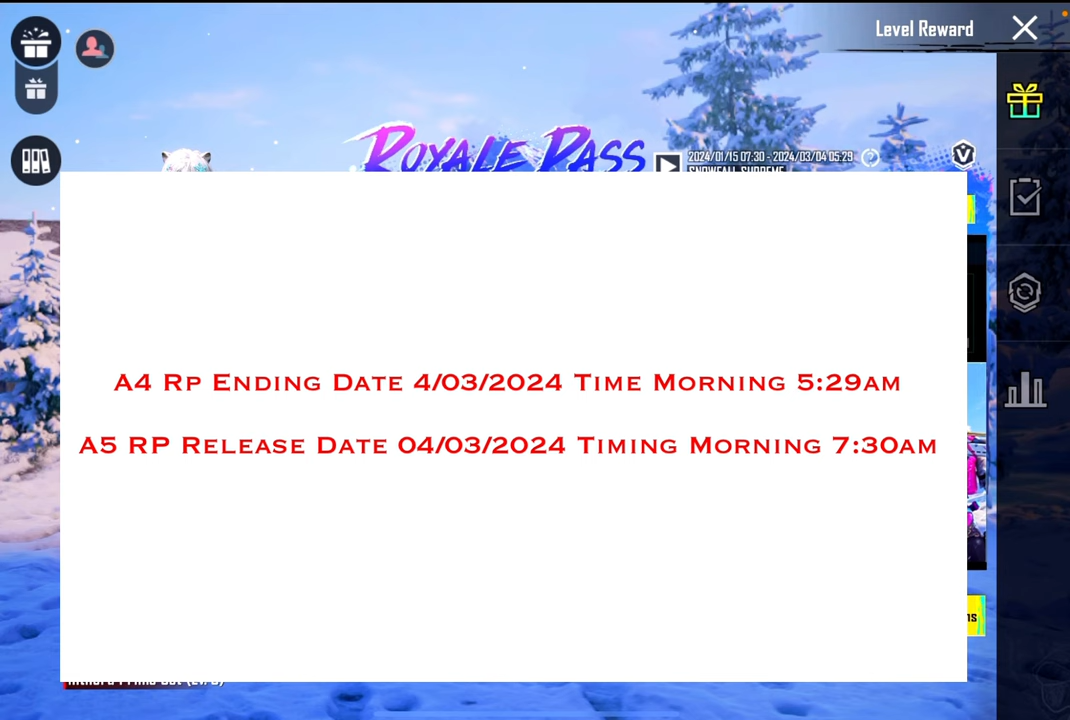 Level Reward
ROYALE PASS
2024/01/15 07:30 - 2024/03/04 05:29
SNOWFALL SUPREME
A4 Rp Ending Date 4/03/2024 Time Morning 5:29am
A5 RP Release Date 04/03/2024 Timing Morning 7:30am